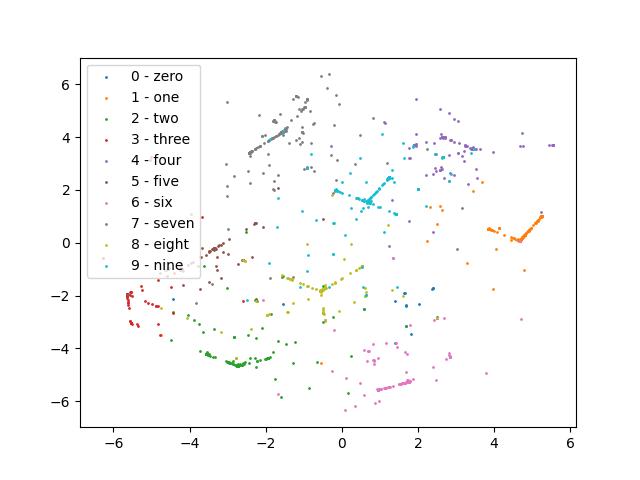 0 - zero
1 - one
2 - two
3 - three
4 - four
5 - five
6 - six
7 - seven
8 - eight
9 - nine
6
4
2
0
−2
−4
−6
−6 −4 −2 0 2 4 6